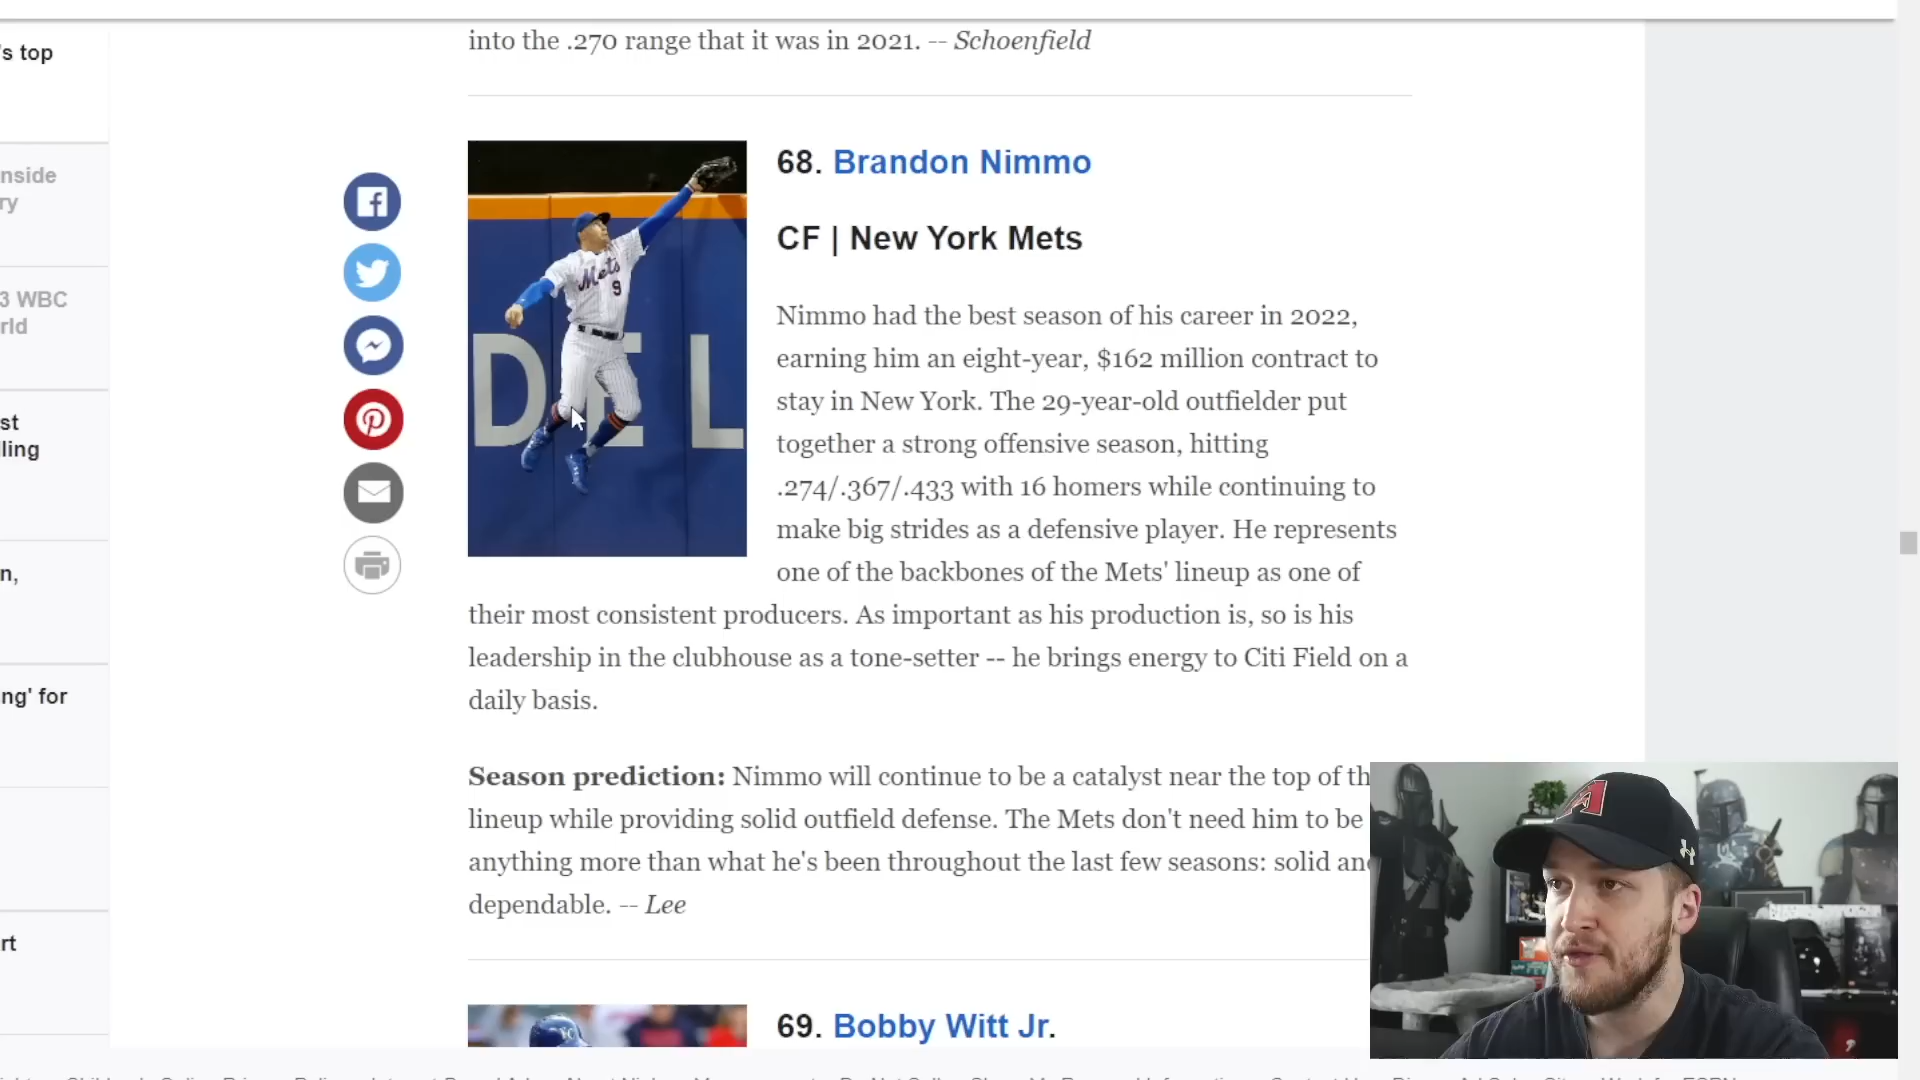 's top
nside
ry
3 WBC
rld
st
lling
n,
ng' for
rt
into the .270 range that it was in 2021. -- Schoenfield
Mets
9
DEL
68. Brandon Nimmo
CF | New York Mets
Nimmo had the best season of his career in 2022,
earning him an eight-year, $162 million contract to
stay in New York. The 29-year-old outfielder put
together a strong offensive season, hitting
.274/.367/.433 with 16 homers while continuing to
make big strides as a defensive player. He represents
one of the backbones of the Mets' lineup as one of
their most consistent producers. As important as his
production is, so is his
leadership in the clubhouse as a tone-setter -- he brings energy to Citi Field on a
daily basis.
Season prediction: Nimmo will continue to be a catalyst near the top of th
lineup while providing solid outfield defense. The Mets don't need him to be
anything more than what he's been throughout the last few seasons: solid and
dependable. -- Lee
69. Bobby Witt Jr.
KC
A